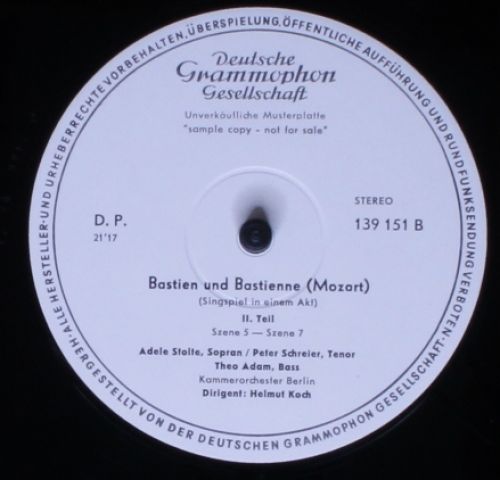 ALLE HERSTELLER- UND URHEBERRECHTE VORBEHALTEN, ÜBERSPIELUNG, ÖFFENTLICHE AUFFÜHRUNG UND RUNDFUNKSENDUNG VERBOTEN.
Deutsche
Grammophon
Gesellschaft
Unverkäufliche Musterplatte
"sample copy - not for sale"
D. P.
21'17
STEREO
139 151 B
Bastien und Bastienne (Mozart)
(Singspiel in einem Akt)
II. Teil
Szene 5 — Szene 7
Adele Stolte, Sopran / Peter Schreier, Tenor
Theo Adam, Bass
Kammerorchester Berlin
Dirigent: Helmut Koch
HERGESTELLT VON DER DEUTSCHEN GRAMMOPHON GESELLSCHAFT